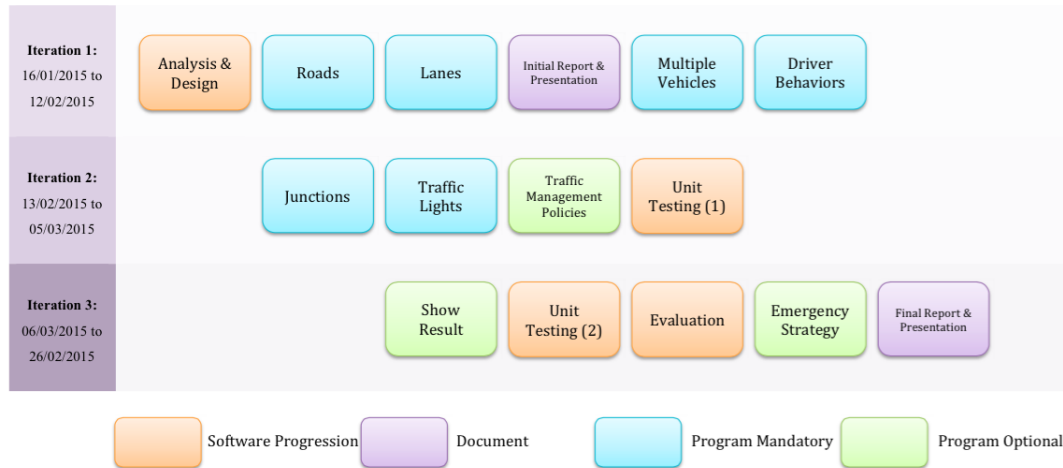 Iteration 1:
16/01/2015 to
12/02/2015
Analysis &
Design
Roads
Lanes
Initial Report &
Presentation
Multiple
Vehicles
Driver
Behaviors
Iteration 2:
13/02/2015 to
05/03/2015
Junctions
Traffic
Lights
Traffic
Management
Policies
Unit
Testing (1)
Iteration 3:
06/03/2015 to
26/02/2015
Show
Result
Unit
Testing (2)
Evaluation
Emergency
Strategy
Final Report &
Presentation
Software Progression
Document
Program Mandatory
Program Optional